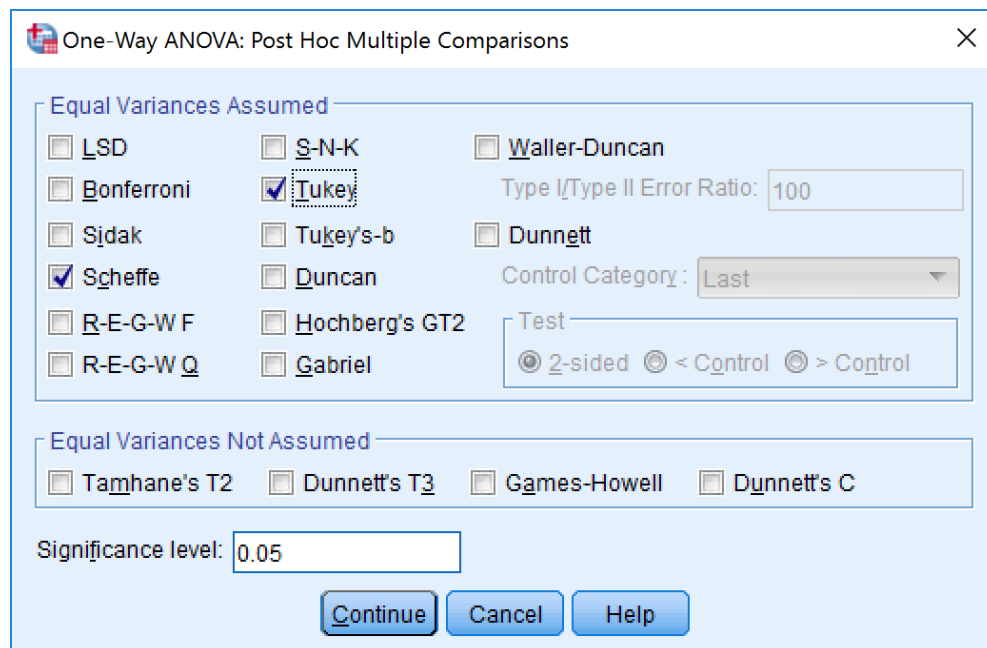 One-Way ANOVA: Post Hoc Multiple Comparisons
Equal Variances Assumed
LSD S-N-K Waller-Duncan
Bonferroni Tukey Type I/Type II Error Ratio: 100
Sidak Tukey's-b Dunnett
Scheffe Duncan Control Category : Last
R-E-G-W F Hochberg's GT2 Test
R-E-G-W Q Gabriel 2-sided < Control > Control
Equal Variances Not Assumed
Tamhane's T2 Dunnett's T3 Games-Howell Dunnett's C
Significance level: 0.05
Continue Cancel Help